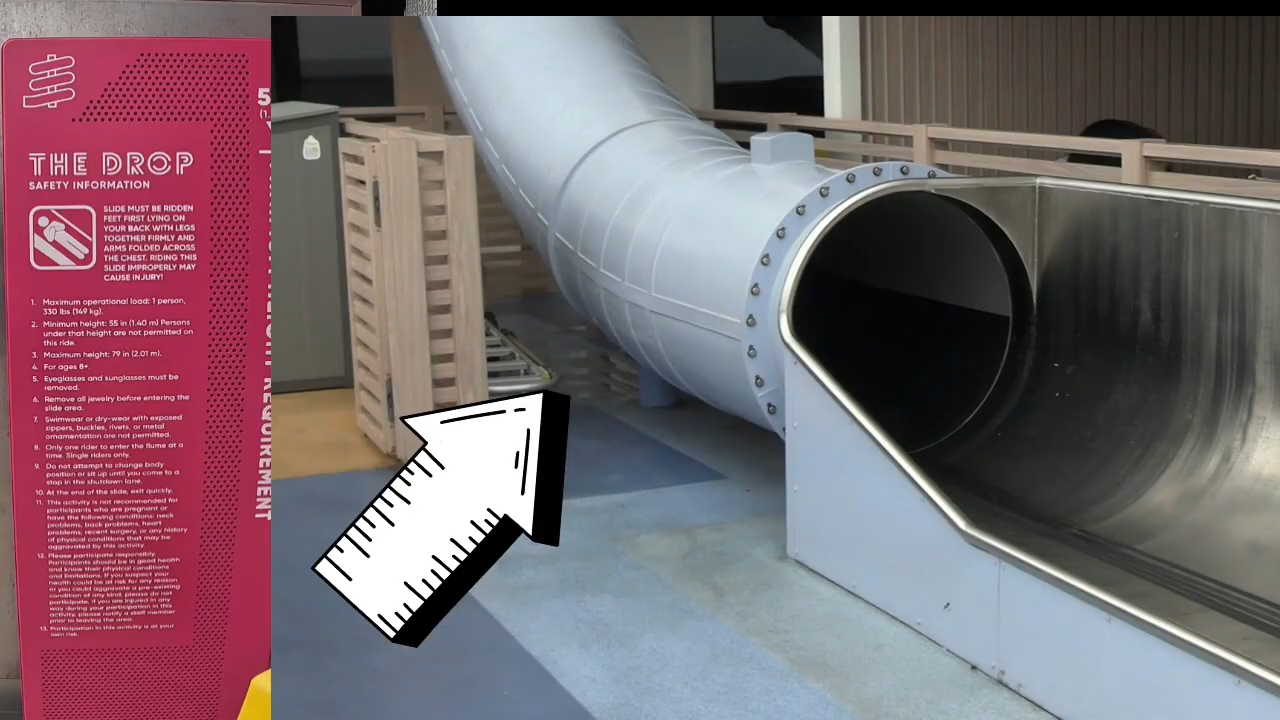 THE DROP
SAFETY INFORMATION
SLIDE MUST BE RIDDEN
FEET FIRST LYING ON
YOUR BACK WITH LEGS
TOGETHER FIRMLY AND
ARMS FOLDED ACROSS
THE CHEST. RIDING THIS
SLIDE IMPROPERLY MAY
CAUSE INJURY!
1. Maximum operational load: 1 person,
330 lbs (149 kg).
2. Minimum height: 55 in (1.40 m) Persons
under that height are not permitted on
this ride.
3. Maximum height: 79 in (2.01 m).
4. For ages 8+.
5. Eyeglasses and sunglasses must be
removed.
6. Remove all jewelry before entering the
slide area.
7. Swimwear or dry-wear with exposed
zippers, buckles, rivets, or metal
ornamentation are not permitted.
8. Only one rider to enter the flume at a
time. Single riders only.
9. Do not attempt to change body
position or sit up until you come to a
stop in the shutdown lane.
10. At the end of the slide, exit quickly.
11. This activity is not recommended for
participants who are pregnant or
have the following conditions: neck
problems, back problems, heart
problems, recent surgery, or any history
of physical conditions that may be
aggravated by this activity.
12. Please participate responsibly.
Participants should be in good health
and know their physical conditions
and limitations. If you suspect your
health could be at risk for any reason
or you could aggravate a pre-existing
condition of any kind, please do not
participate. If you are injured in any
way during your participation in this
activity, please notify a staff member
prior to leaving the area.
13. Participation in this activity is at your
own risk.
5
REQUIREMENT